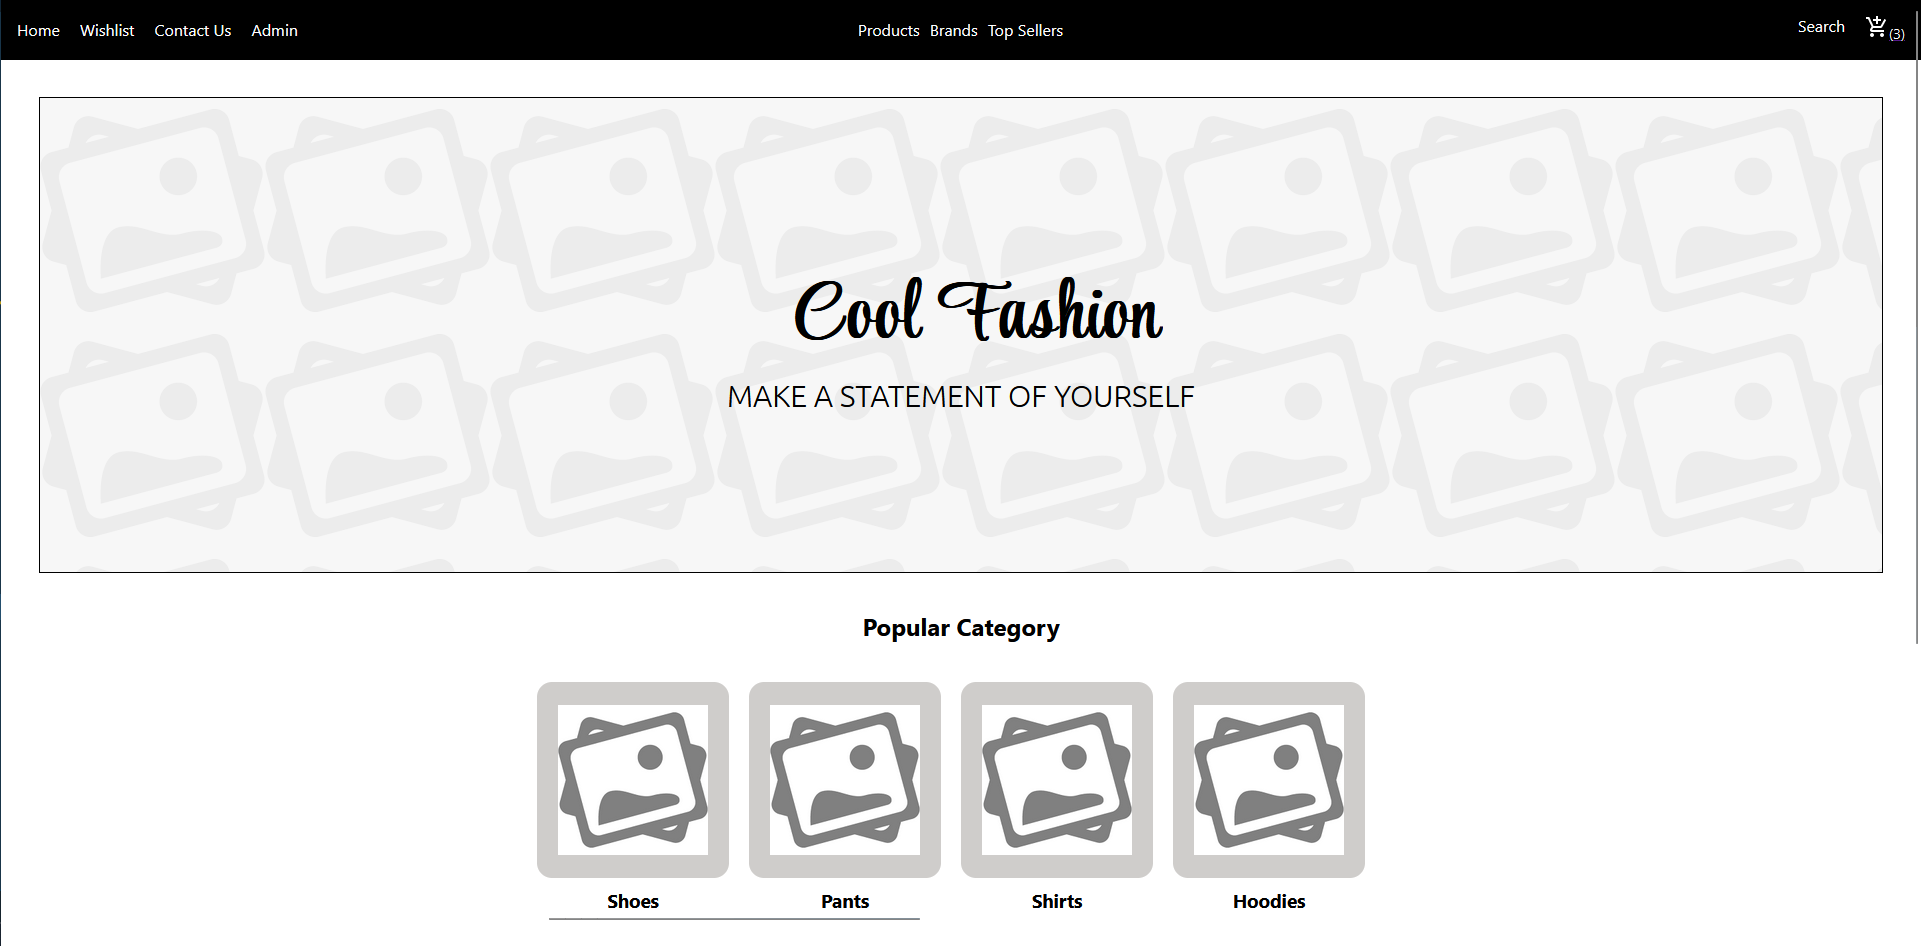 Home Wishlist Contact Us Admin Products Brands Top Sellers Search (3)
Cool Fashion
MAKE A STATEMENT OF YOURSELF
Popular Category
Shoes Pants Shirts Hoodies